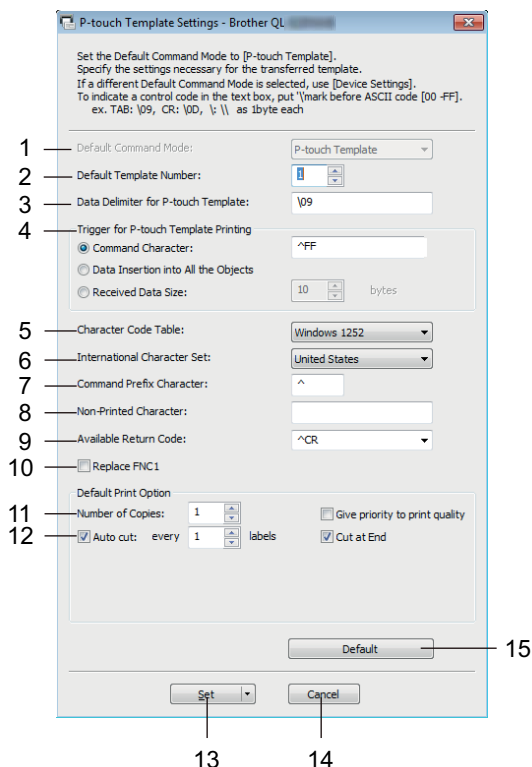 P-touch Template Settings - Brother QL
Set the Default Command Mode to [P-touch Template].
Specify the settings necessary for the transferred template.
If a different Default Command Mode is selected, use [Device Settings].
To indicate a control code in the text box, put '\'mark before ASCII code [00 -FF].
ex. TAB: \09, CR: \0D, \: \\ as 1byte each
1 Default Command Mode: P-touch Template
2 Default Template Number: 1
3 Data Delimiter for P-touch Template: \09
4 Trigger for P-touch Template Printing
Command Character: ^FF
Data Insertion into All the Objects
Received Data Size: 10 bytes
5 Character Code Table: Windows 1252
6 International Character Set: United States
7 Command Prefix Character: ^
8 Non-Printed Character:
9 Available Return Code: ^CR
10 Replace FNC1
Default Print Option
11 Number of Copies: 1 Give priority to print quality
12 Auto cut: every 1 labels Cut at End
Default 15
Set Cancel
13 14